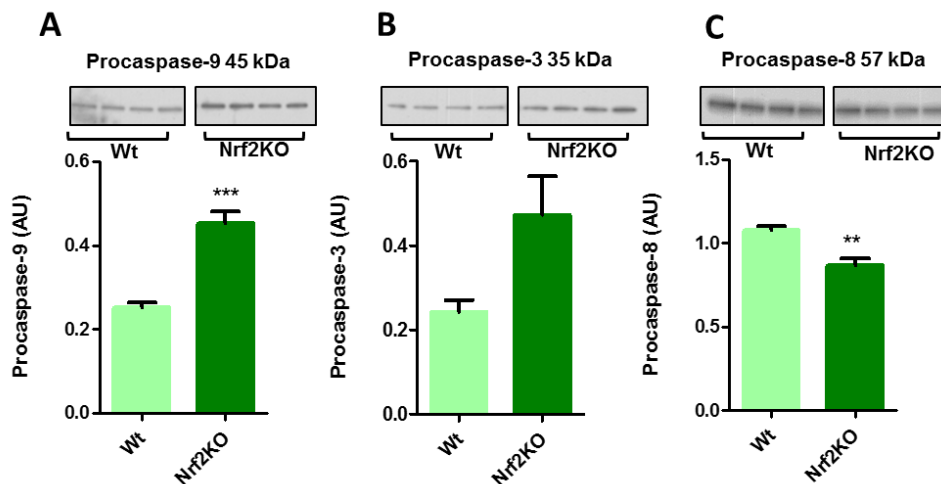 A
Procaspase-9 45 kDa
Wt
Nrf2KO
Procaspase-9 (AU)
0.6
0.4
0.2
0.0
***
Wt
Nrf2KO
B
Procaspase-3 35 kDa
Wt
Nrf2KO
Procaspase-3 (AU)
0.6
0.4
0.2
0.0
Wt
Nrf2KO
C
Procaspase-8 57 kDa
Wt
Nrf2KO
Procaspase-8 (AU)
1.5
1.0
0.5
0.0
**
Wt
Nrf2KO